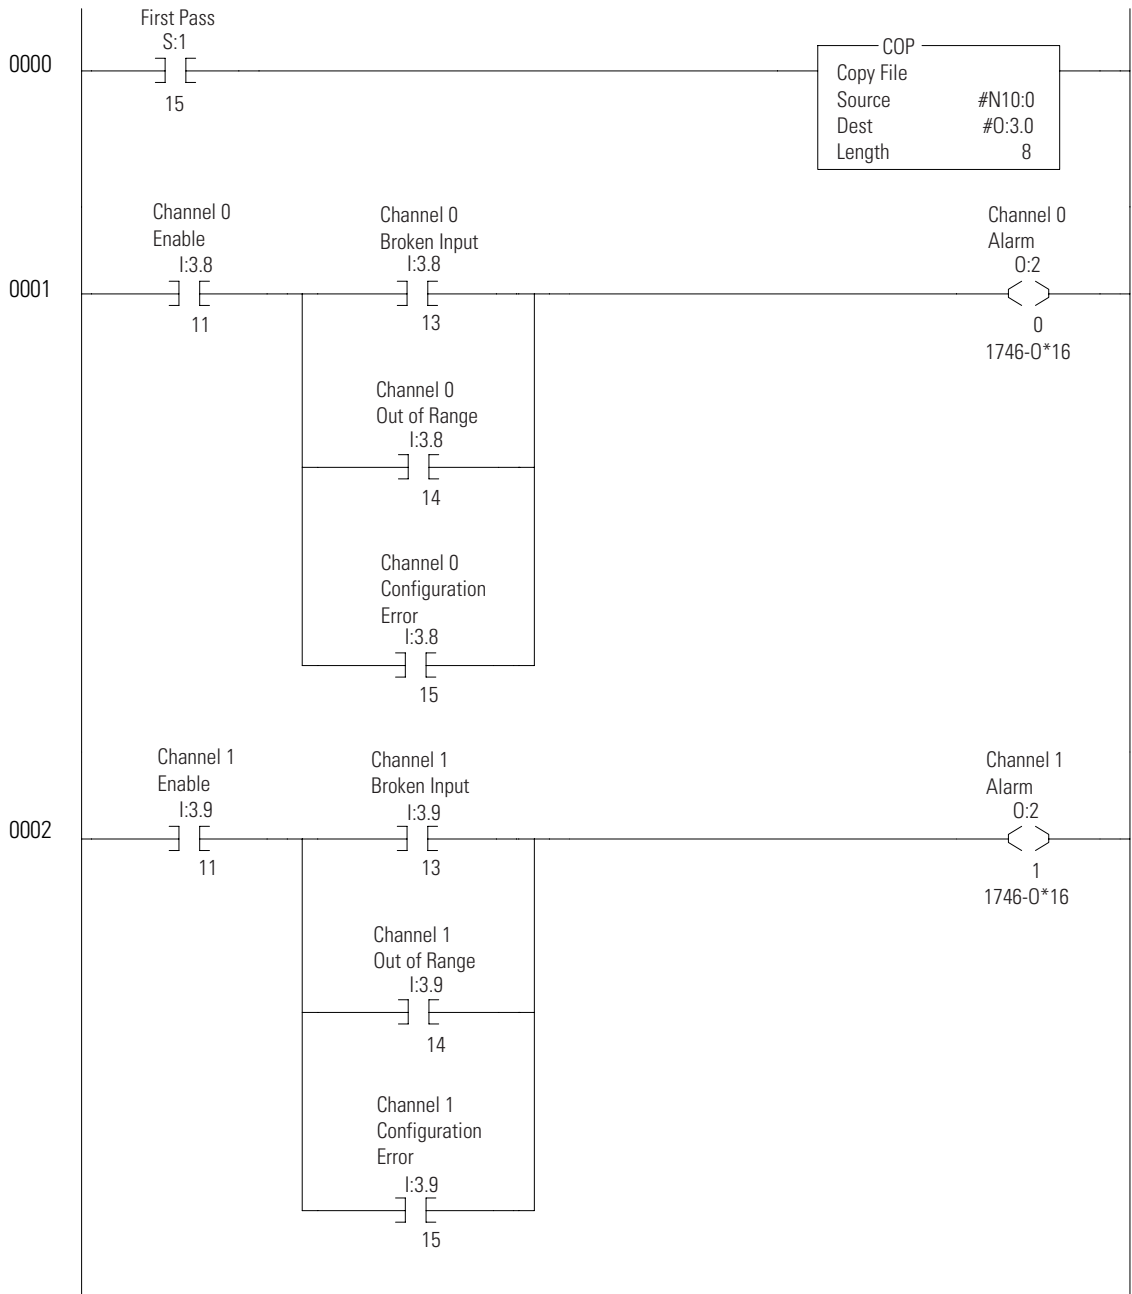 First Pass
S:1
0000
15
COP
Copy File
Source #N10:0
Dest #O:3.0
Length 8
Channel 0
Enable
I:3.8
0001
11
Channel 0
Broken Input
I:3.8
13
Channel 0
Alarm
O:2
0
1746-O*16
Channel 0
Out of Range
I:3.8
14
Channel 0
Configuration
Error
I:3.8
15
Channel 1
Enable
I:3.9
0002
11
Channel 1
Broken Input
I:3.9
13
Channel 1
Alarm
O:2
1
1746-O*16
Channel 1
Out of Range
I:3.9
14
Channel 1
Configuration
Error
I:3.9
15